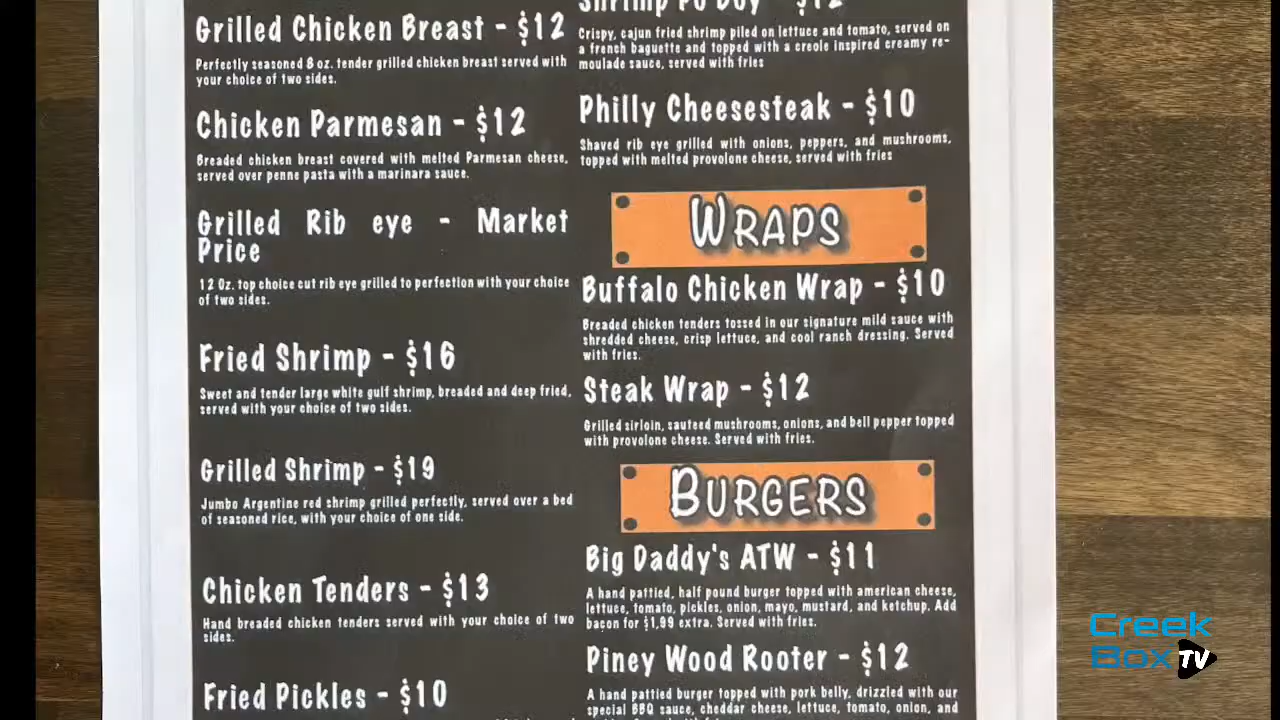 Grilled Chicken Breast - $12
Perfectly seasoned 8 oz. tender grilled chicken breast served with
your choice of two sides.
Chicken Parmesan - $12
Breaded chicken breast covered with melted Parmesan cheese,
served over penne pasta with a marinara sauce.
Grilled Rib eye - Market
Price
12 Oz. top choice cut rib eye grilled to perfection with your choice
of two sides.
Fried Shrimp - $16
Sweet and tender large white gulf shrimp, breaded and deep fried,
served with your choice of two sides.
Grilled Shrimp - $19
Jumbo Argentine red shrimp grilled perfectly, served over a bed
of seasoned rice, with your choice of one side.
Chicken Tenders - $13
Hand breaded chicken tenders served with your choice of two
sides.
Fried Pickles - $10
Shrimp Po Boy - $12
Crispy, cajun fried shrimp piled on lettuce and tomato, served on
a french baguette and topped with a creole inspired creamy re-
moulade sauce, served with fries
Philly Cheesesteak - $10
Shaved rib eye grilled with onions, peppers, and mushrooms,
topped with melted provolone cheese, served with fries
WRAPS
Buffalo Chicken Wrap - $10
Breaded chicken tenders tossed in our signature mild sauce with
shredded cheese, crisp lettuce, and cool ranch dressing. Served
with fries.
Steak Wrap - $12
Grilled sirloin, sauteed mushrooms, onions, and bell pepper topped
with provolone cheese. Served with fries.
BURGERS
Big Daddy's ATW - $11
A hand pattied, half pound burger topped with american cheese,
lettuce, tomato, pickles, onion, mayo, mustard, and ketchup. Add
bacon for $1.99 extra. Served with fries.
Piney Wood Rooter - $12
A hand pattied burger topped with pork belly, drizzled with our
special BBQ sauce, cheddar cheese, lettuce, tomato, onion, and
Creek
Box TV